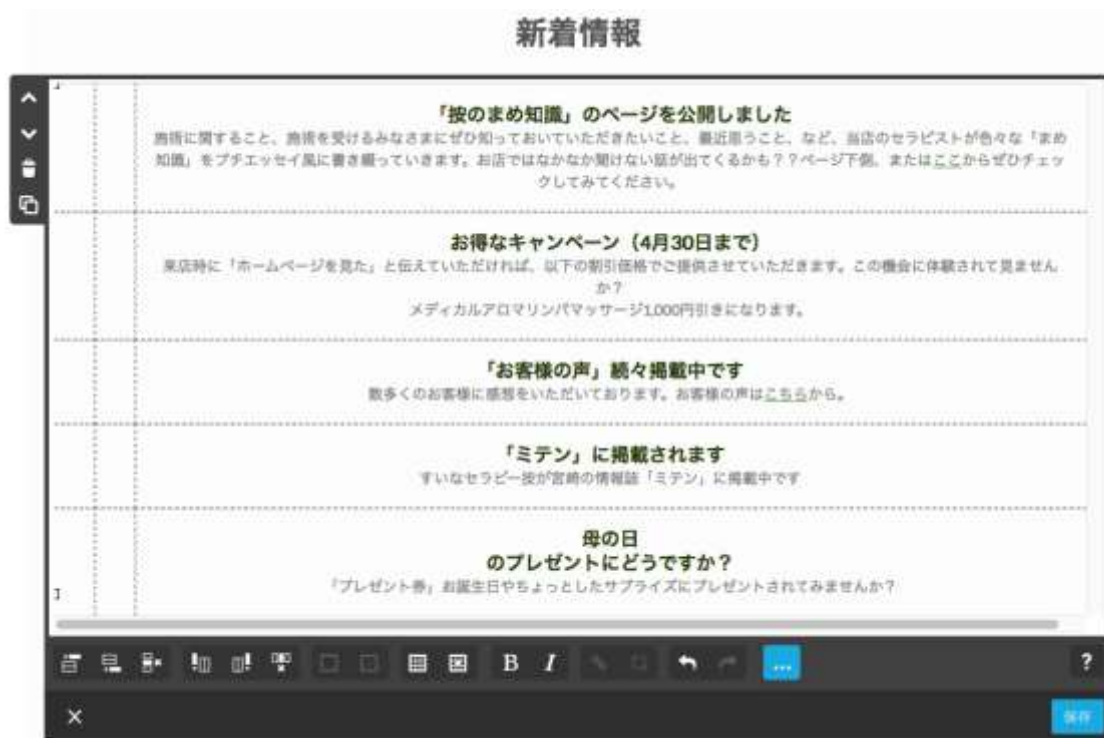 新着情報
「按のまめ知識」のページを公開しました
施術に関すること、施術を受けるみなさまにぜひ知っておいていただきたいこと、最近思うこと、など、当店のセラピストが色々な「まめ
知識」をプチエッセイ風に書き綴っていきます。お店ではなかなか聞けない話が出てくるかも？？ページ下側、またはここからぜひチェッ
クしてみてください。
お得なキャンペーン（4月30日まで）
来店時に「ホームページを見た」と伝えていただければ、以下の割引価格でご提供させていただきます。この機会に体験されて見ません
か？
メディカルアロマリンパマッサージ1,000円引きになります。
「お客様の声」続々掲載中です
数多くのお客様に感想をいただいております。お客様の声はこちらから。
「ミテン」に掲載されます
すいなセラピー按が宮崎の情報誌「ミテン」に掲載中です
母の日
のプレゼントにどうですか？
「プレゼント券」お誕生日やちょっとしたサプライズにプレゼントされてみませんか？
B I ... ?
保存